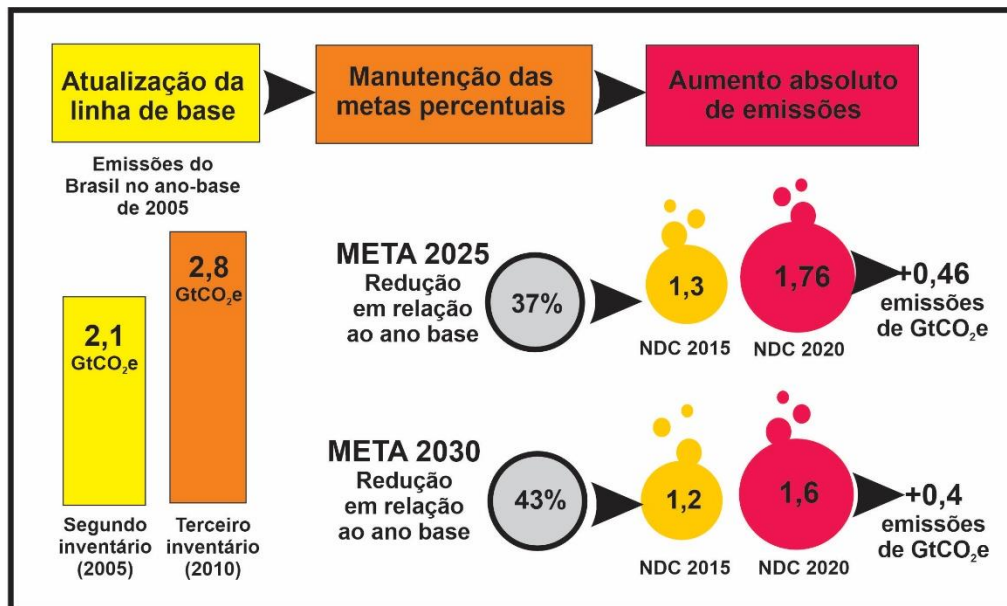 Atualização da
linha de base
Manutenção das
metas percentuais
Aumento absoluto
de emissões
Emissões do
Brasil no ano-base
de 2005
2,8
GtCO₂e
2,1
GtCO₂e
Segundo
inventário
(2005)
Terceiro
inventário
(2010)
META 2025
Redução
em relação
ao ano base
37%
1,3
NDC 2015
1,76
NDC 2020
+0,46
emissões
de GtCO₂e
META 2030
Redução
em relação
ao ano base
43%
1,2
NDC 2015
1,6
NDC 2020
+0,4
emissões
de GtCO₂e